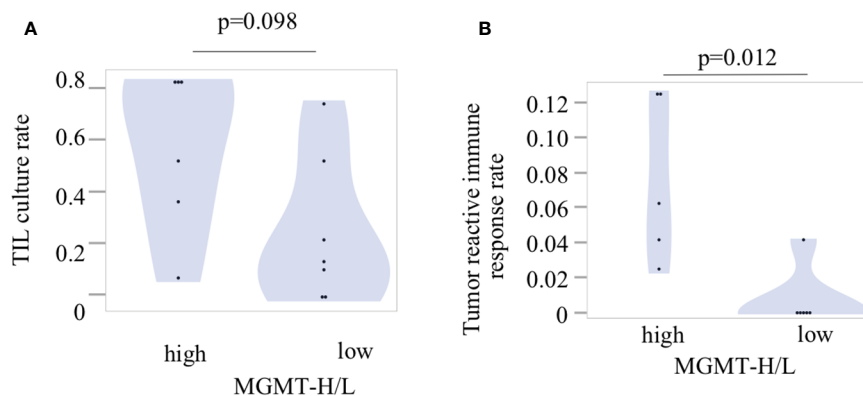 A
p=0.098
TIL culture rate
0.8
0.6
0.4
0.2
0
high
low
MGMT-H/L
B
p=0.012
Tumor reactive immune
response rate
0.12
0.10
0.08
0.06
0.04
0.02
0
high
low
MGMT-H/L